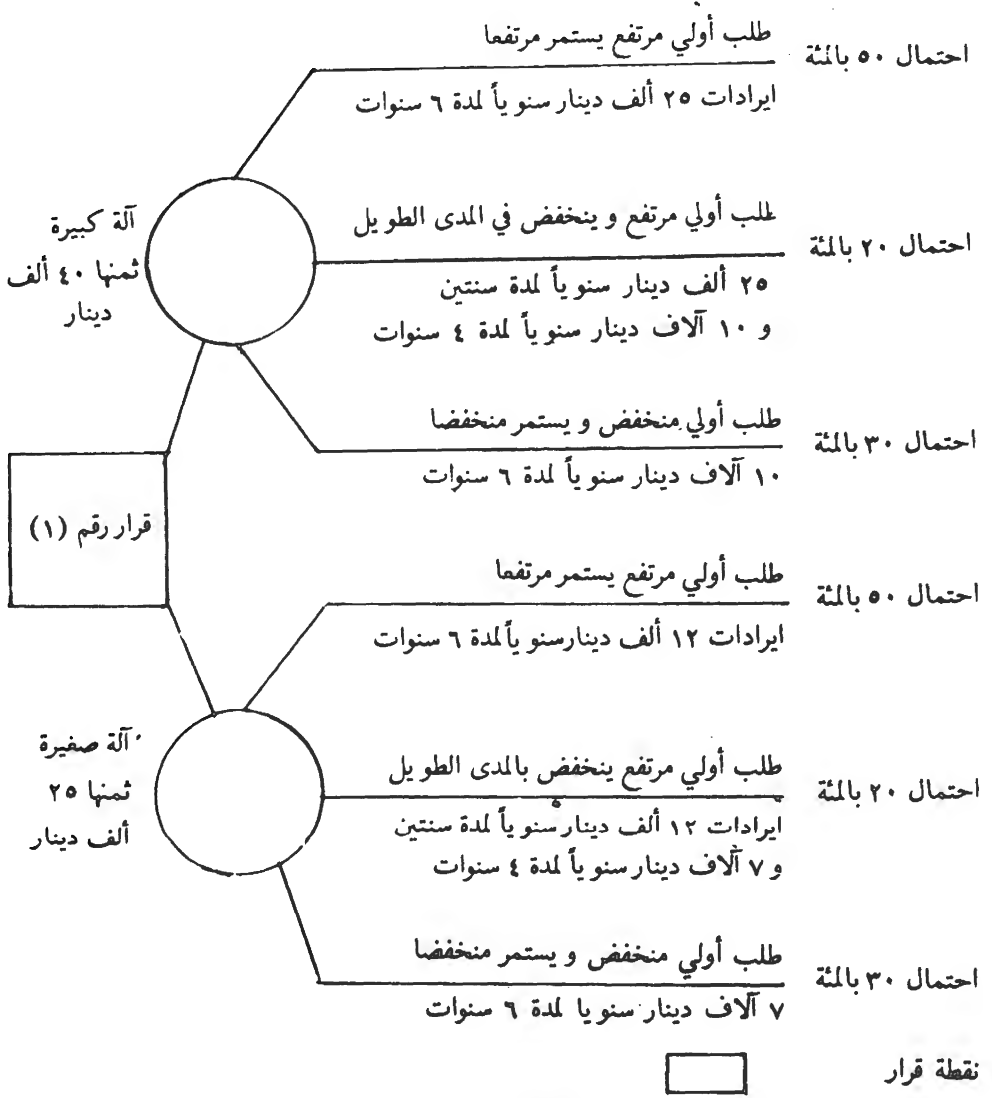 طلب أولي مرتفع يستمر مرتفعا
احتمال ٥٠ بالمئة
ايرادات ٢٥ ألف دينار سنوياً لمدة ٦ سنوات
طلب أولي مرتفع وينخفض في المدى الطويل
احتمال ٢٠ بالمئة
٢٥ ألف دينار سنوياً لمدة سنتين
و ١٠ آلاف دينار سنوياً لمدة ٤ سنوات
آلة كبيرة
ثمنها ٤٠ ألف
دينار
طلب أولي منخفض ويستمر منخفضا
احتمال ٣٠ بالمئة
١٠ آلاف دينار سنوياً لمدة ٦ سنوات
قرار رقم (١)
طلب أولي مرتفع يستمر مرتفعا
احتمال ٥٠ بالمئة
ايرادات ١٢ ألف دينار سنوياً لمدة ٦ سنوات
طلب أولي مرتفع ينخفض بالمدى الطويل
احتمال ٢٠ بالمئة
ايرادات ١٢ ألف دينار سنوياً لمدة سنتين
و ٧ آلاف دينار سنوياً لمدة ٤ سنوات
آلة صغيرة
ثمنها ٢٥
ألف دينار
طلب أولي منخفض ويستمر منخفضا
احتمال ٣٠ بالمئة
٧ آلاف دينار سنويا لمدة ٦ سنوات
نقطة قرار